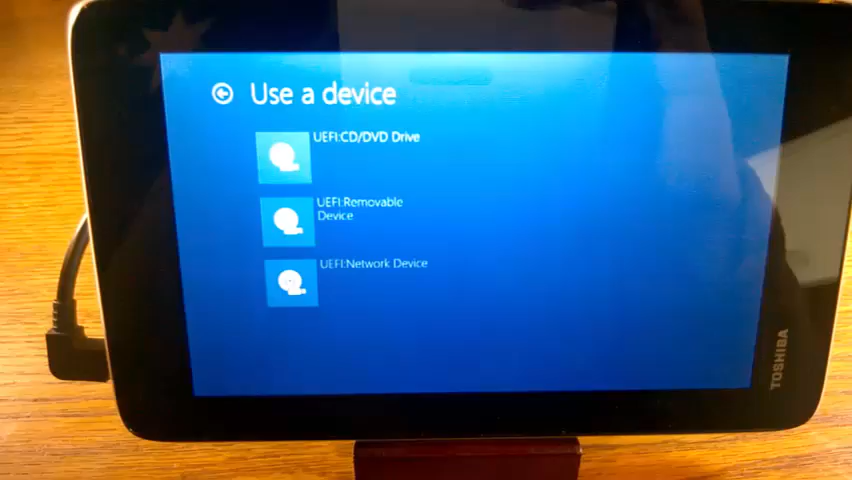 Use a device
UEFI:CD/DVD Drive
UEFI:Removable
Device
UEFI:Network Device
TOSHIBA